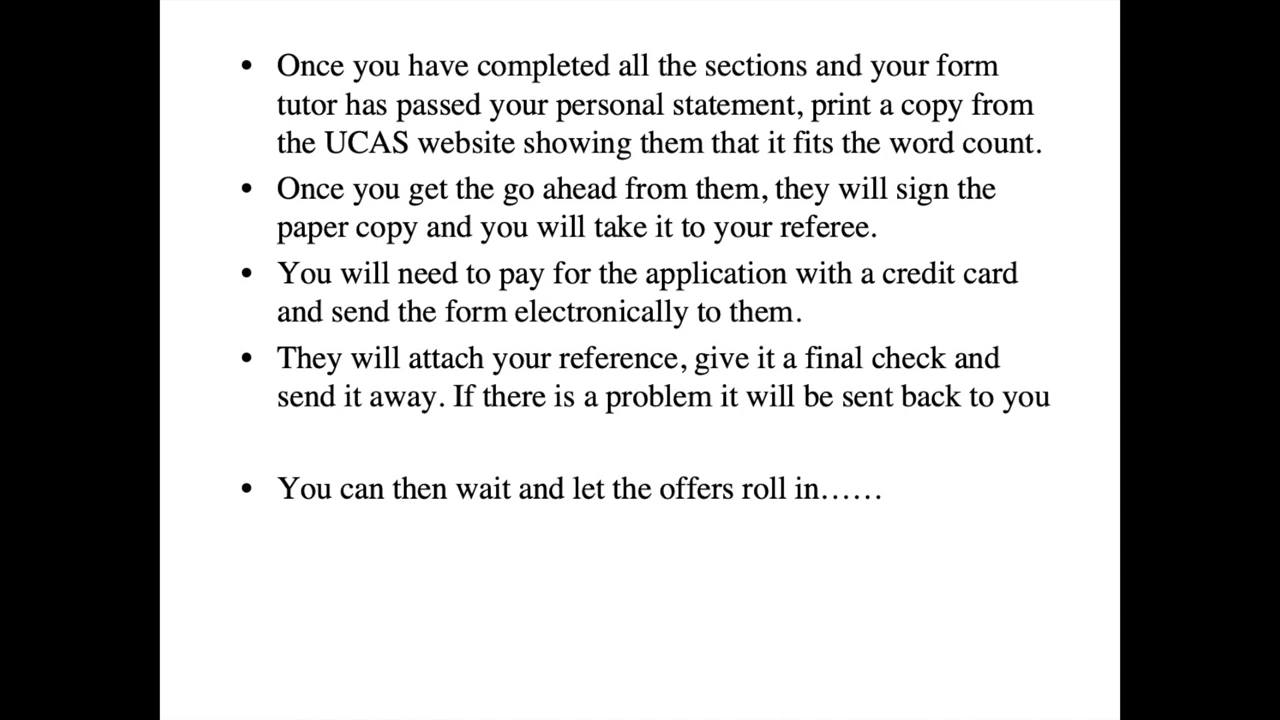 • Once you have completed all the sections and your form
tutor has passed your personal statement, print a copy from
the UCAS website showing them that it fits the word count.
• Once you get the go ahead from them, they will sign the
paper copy and you will take it to your referee.
• You will need to pay for the application with a credit card
and send the form electronically to them.
• They will attach your reference, give it a final check and
send it away. If there is a problem it will be sent back to you
• You can then wait and let the offers roll in……